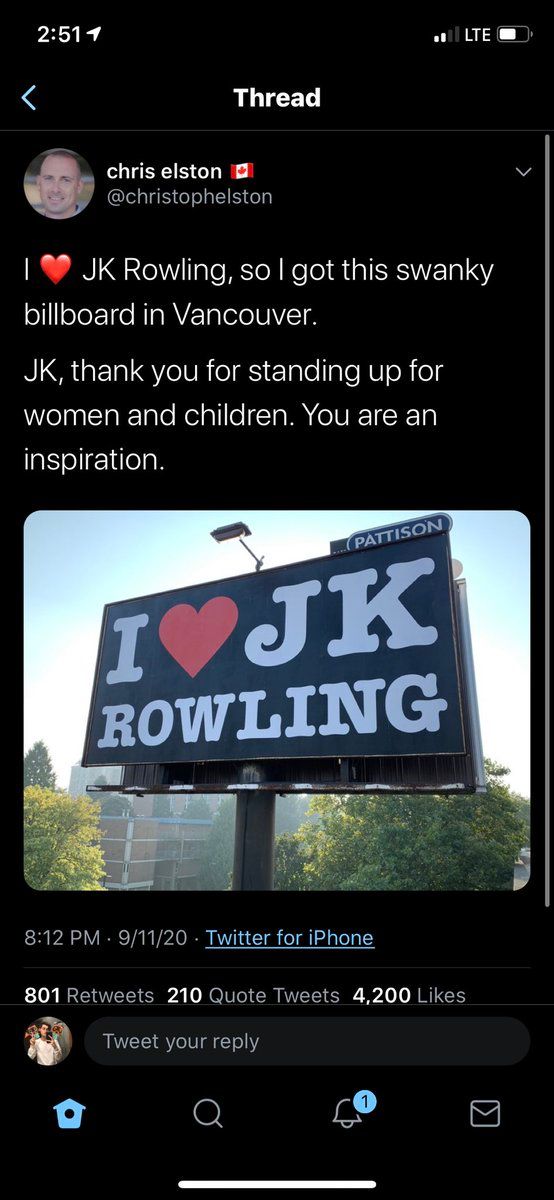 2:51
LTE
Thread
chris elston 🇨🇦
@christophelston
I ❤️ JK Rowling, so I got this swanky
billboard in Vancouver.
JK, thank you for standing up for
women and children. You are an
inspiration.
PATTISON
I ❤️ JK
ROWLING
8:12 PM · 9/11/20 · Twitter for iPhone
801 Retweets 210 Quote Tweets 4,200 Likes
Tweet your reply
1